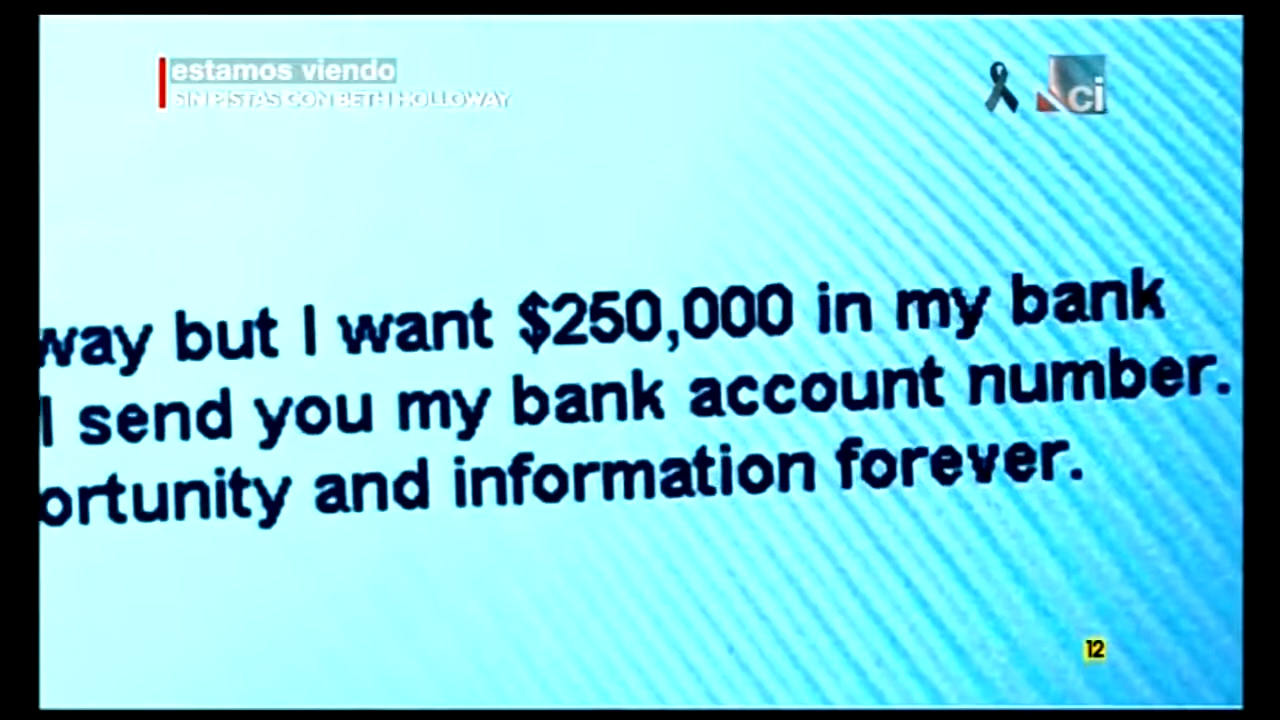 estamos viendo
SIN PISTAS CON BETH HOLLOWAY
ci
way but I want $250,000 in my bank
I send you my bank account number.
ortunity and information forever.
12